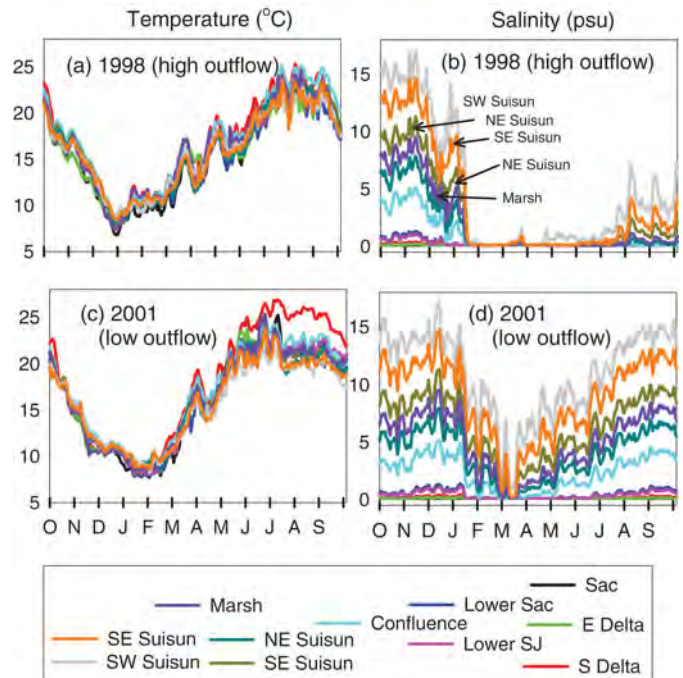 Temperature (°C)
Salinity (psu)
(a) 1998 (high outflow)
25
20
15
10
5
(b) 1998 (high outflow)
15
10
5
0
SW Suisun
NE Suisun
SE Suisun
NE Suisun
Marsh
(c) 2001
(low outflow)
25
20
15
10
5
O N D J F M A M J J A S
(d) 2001
(low outflow)
15
10
5
0
O N D J F M A M J J A S
Sac
Marsh
Lower Sac
Confluence
E Delta
SE Suisun
NE Suisun
Lower SJ
SW Suisun
SE Suisun
S Delta